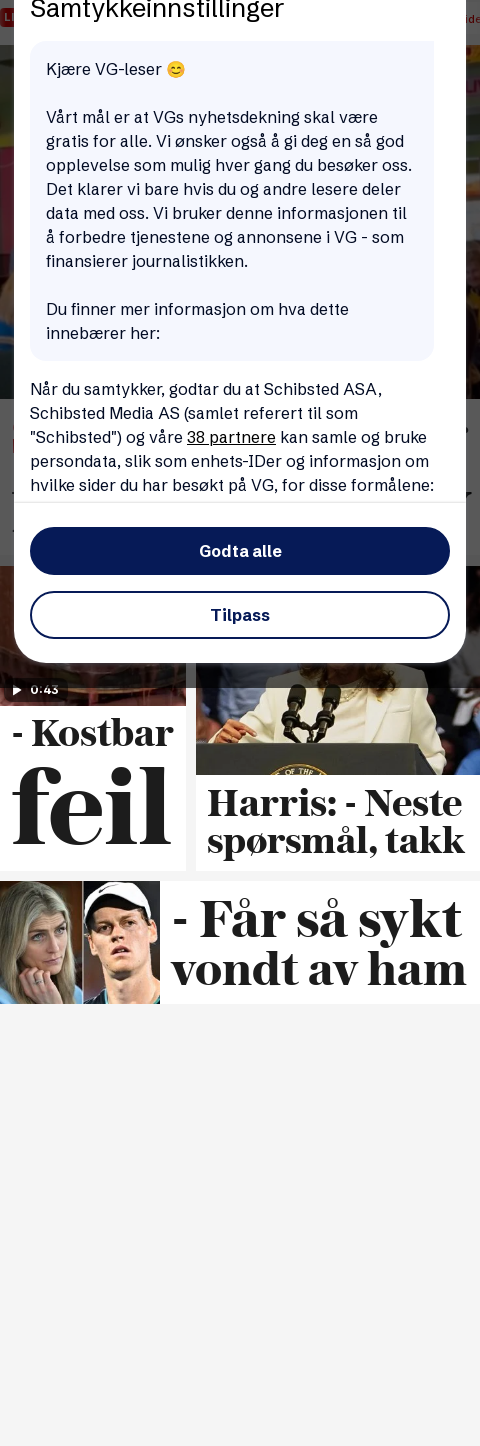 Samtykkeinnstillinger
Kjære VG-leser 😊
Vårt mål er at VGs nyhetsdekning skal være
gratis for alle. Vi ønsker også å gi deg en så god
opplevelse som mulig hver gang du besøker oss.
Det klarer vi bare hvis du og andre lesere deler
data med oss. Vi bruker denne informasjonen til
å forbedre tjenestene og annonsene i VG - som
finansierer journalistikken.
Du finner mer informasjon om hva dette
innebærer her:
Når du samtykker, godtar du at Schibsted ASA,
Schibsted Media AS (samlet referert til som
"Schibsted") og våre 38 partnere kan samle og bruke
persondata, slik som enhets-IDer og informasjon om
hvilke sider du har besøkt på VG, for disse formålene:
Godta alle
Tilpass
0:43
- Kostbar
feil
Harris: - Neste
spørsmål, takk
- Får så sykt
vondt av ham